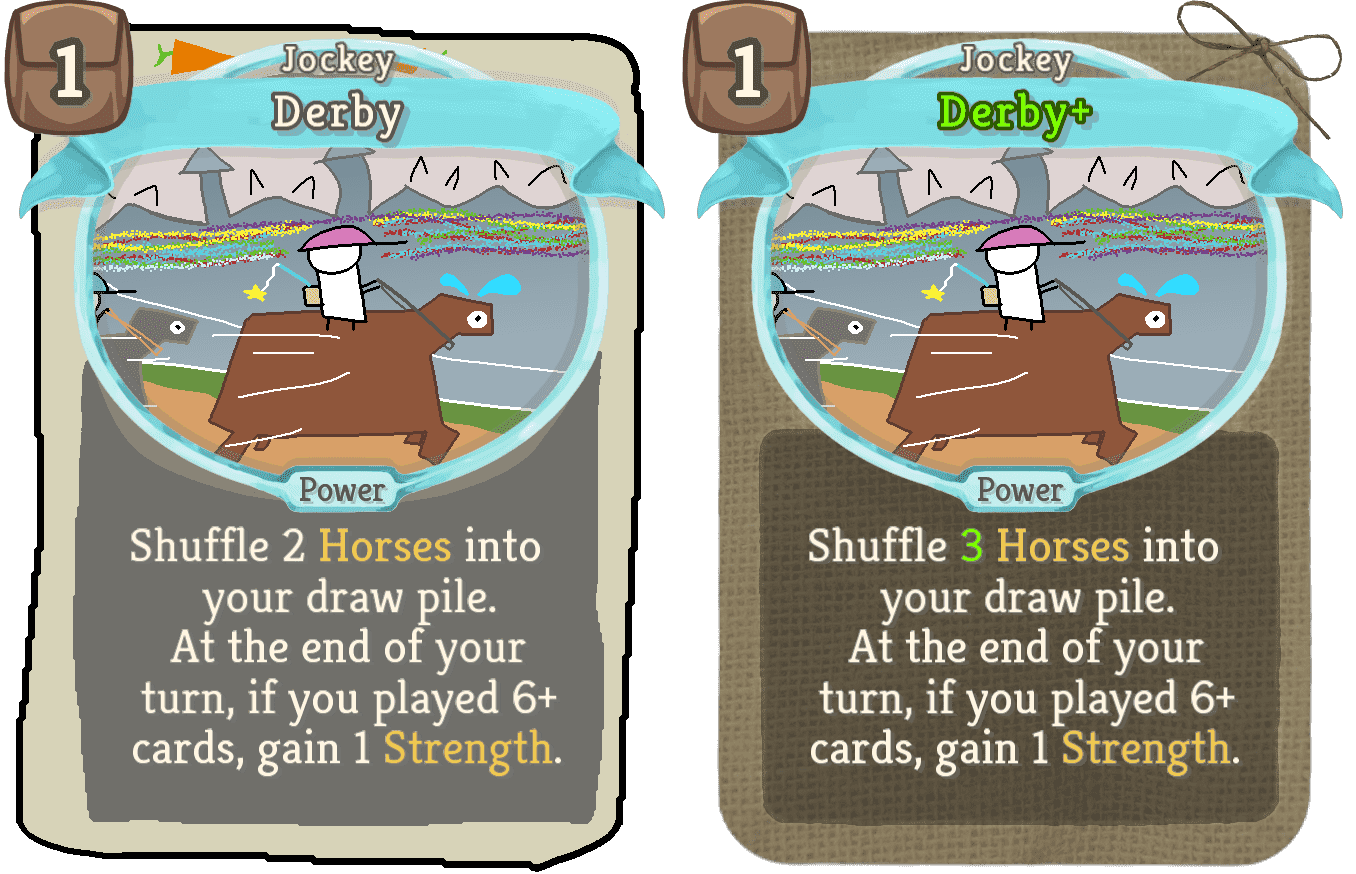 1
Jockey
Derby
Power
Shuffle 2 Horses into
your draw pile.
At the end of your
turn, if you played 6+
cards, gain 1 Strength.
1
Jockey
Derby+
Power
Shuffle 3 Horses into
your draw pile.
At the end of your
turn, if you played 6+
cards, gain 1 Strength.